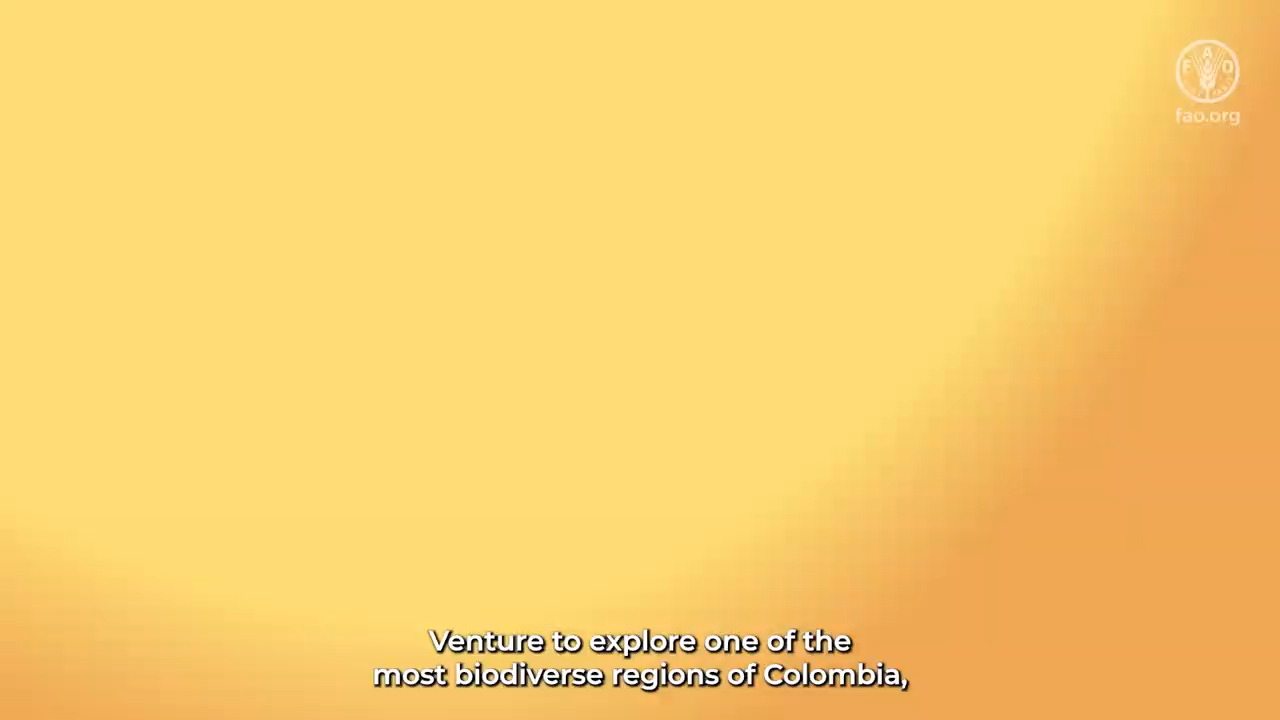 F A O
fao.org
Venture to explore one of the
most biodiverse regions of Colombia,